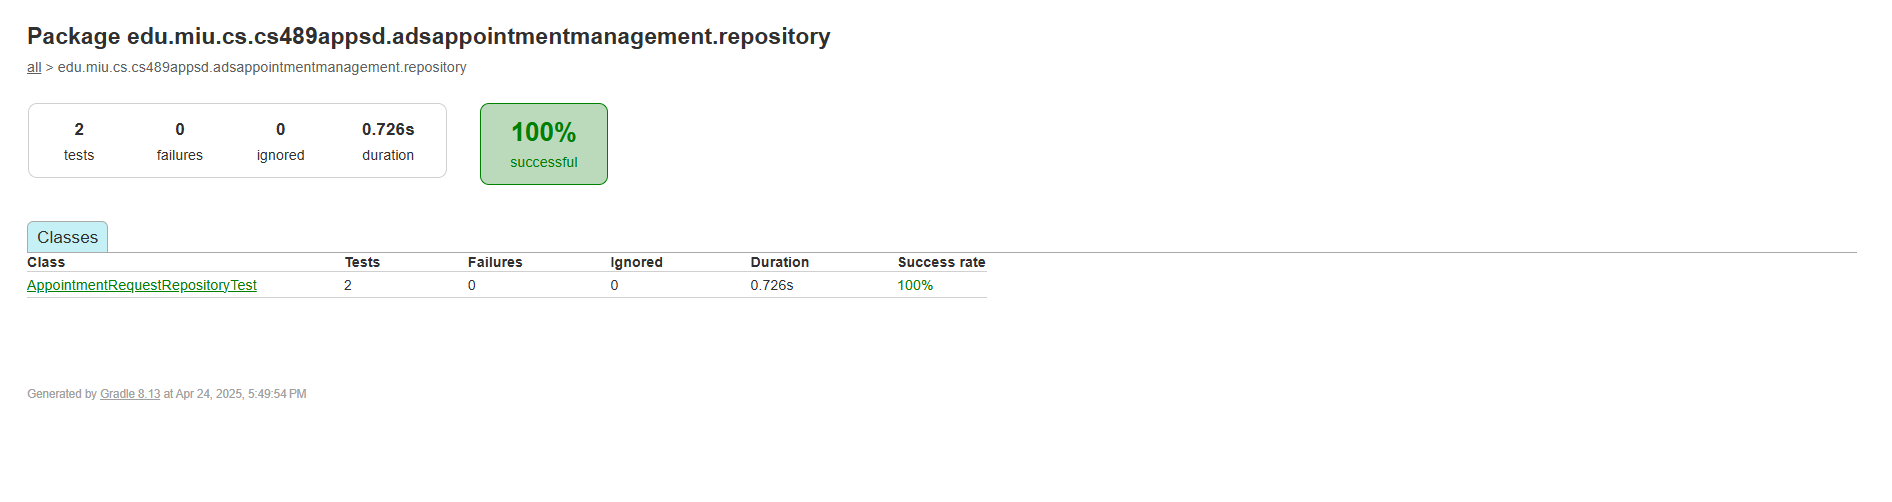 Package edu.miu.cs.cs489appsd.adsappointmentmanagement.repository
all > edu.miu.cs.cs489appsd.adsappointmentmanagement.repository
2 0 0 0.726s
tests failures ignored duration
100%
successful
Classes
Class Tests Failures Ignored Duration Success rate
AppointmentRequestRepositoryTest 2 0 0 0.726s 100%
Generated by Gradle 8.13 at Apr 24, 2025, 5:49:54 PM